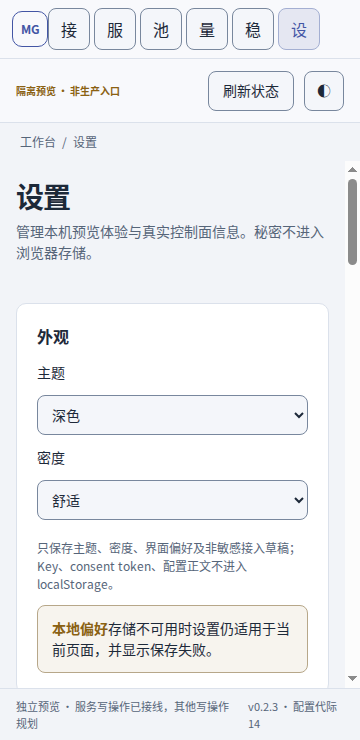 MG 接 服 池 量 稳 设
隔离预览 · 非生产入口
刷新状态
工作台 / 设置
设置
管理本机预览体验与真实控制面信息。秘密不进入
浏览器存储。
外观
主题
深色
密度
舒适
只保存主题、密度、界面偏好及非敏感接入草稿；
Key、consent token、配置正文不进入
localStorage。
本地偏好存储不可用时设置仍适用于当
前页面，并显示保存失败。
独立预览 · 服务写操作已接线，其他写操作
规划
v0.2.3 · 配置代际
14